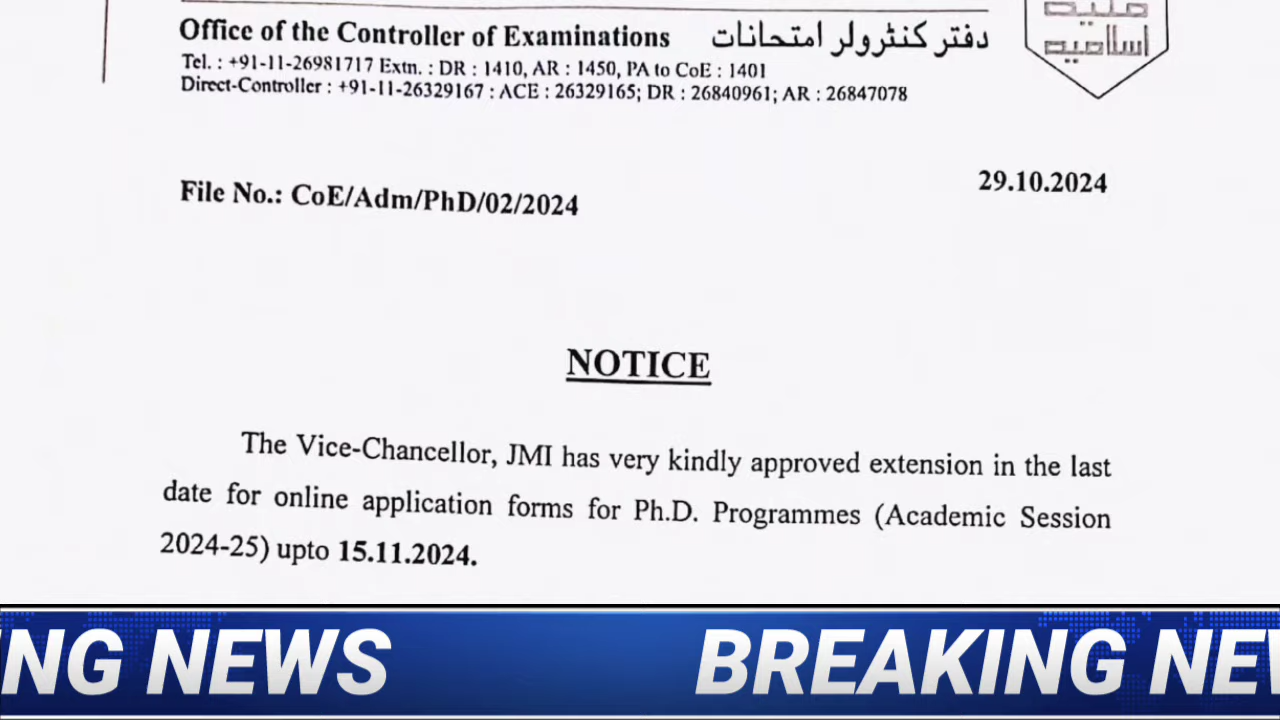 ملیہ
اسلامیہ
Office of the Controller of Examinations دفتر کنٹرولر امتحانات
Tel. : +91-11-26981717 Extn. : DR : 1410, AR : 1450, PA to CoE : 1401
Direct-Controller : +91-11-26329167 : ACE : 26329165; DR : 26840961; AR : 26847078
29.10.2024
File No.: CoE/Adm/PhD/02/2024
NOTICE
The Vice-Chancellor, JMI has very kindly approved extension in the last
date for online application forms for Ph.D. Programmes (Academic Session
2024-25) upto 15.11.2024.
NG NEWS BREAKING NEW